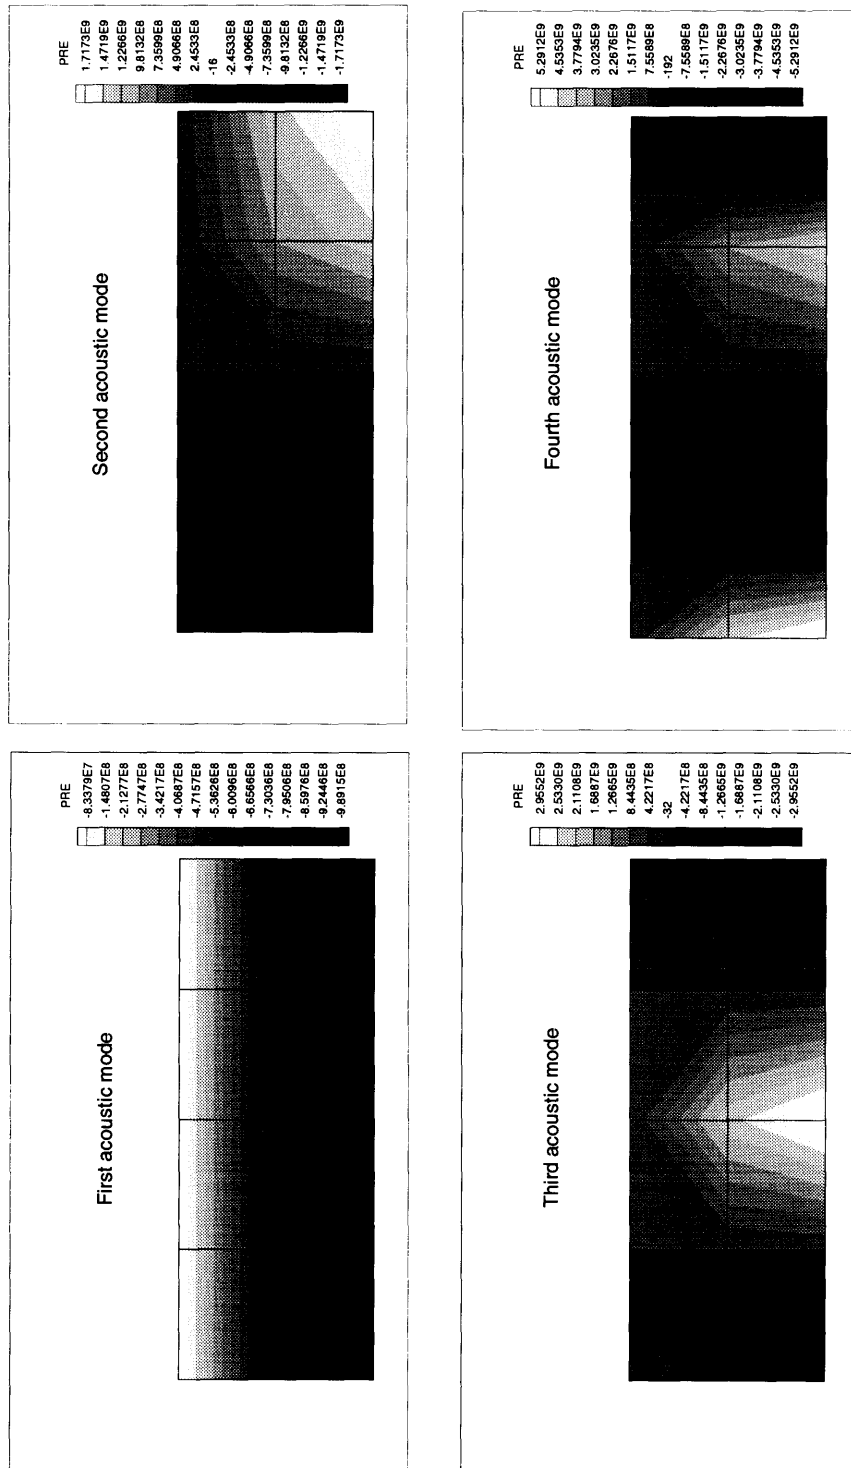 First acoustic mode
PRE
-8.3379E7
-1.4807E8
-2.1277E8
-2.7747E8
-3.4217E8
-4.0687E8
-4.7157E8
-5.3626E8
-6.0096E8
-6.6566E8
-7.3036E8
-7.9506E8
-8.5976E8
-9.2446E8
-9.8915E8
Second acoustic mode
PRE
1.7173E9
1.4719E9
1.2266E9
9.8132E8
7.3599E8
4.9066E8
2.4533E8
-16
-2.4533E8
-4.9066E8
-7.3599E8
-9.8132E8
-1.2266E9
-1.4719E9
-1.7173E9
Third acoustic mode
PRE
2.9552E9
2.5330E9
2.1108E9
1.6887E9
1.2665E9
8.4435E8
4.2217E8
-32
-4.2217E8
-8.4435E8
-1.2665E9
-1.6887E9
-2.1108E9
-2.5330E9
-2.9552E9
Fourth acoustic mode
PRE
5.2912E9
4.5353E9
3.7794E9
3.0235E9
2.2676E9
1.5117E9
7.5589E8
-192
-7.5589E8
-1.5117E9
-2.2676E9
-3.0235E9
-3.7794E9
-4.5353E9
-5.2912E9